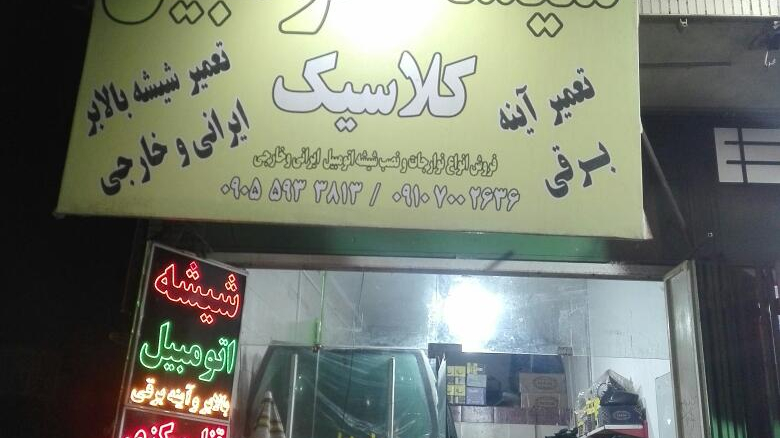 کلاسیک
تعمیر آینه
برقی
تعمیر شیشه بالابر
ایرانی و خارجی
فروش انواع نوارجات و نصب شیشه اتومبیل ایرانی و خارجی
۰۹۰۵ ۵۹۳ ۳۸۱۳ / ۰۹۱۰ ۷۰۰ ۲۶۳۶
شیشه
اتومبیل
بالابر و آینه برقی